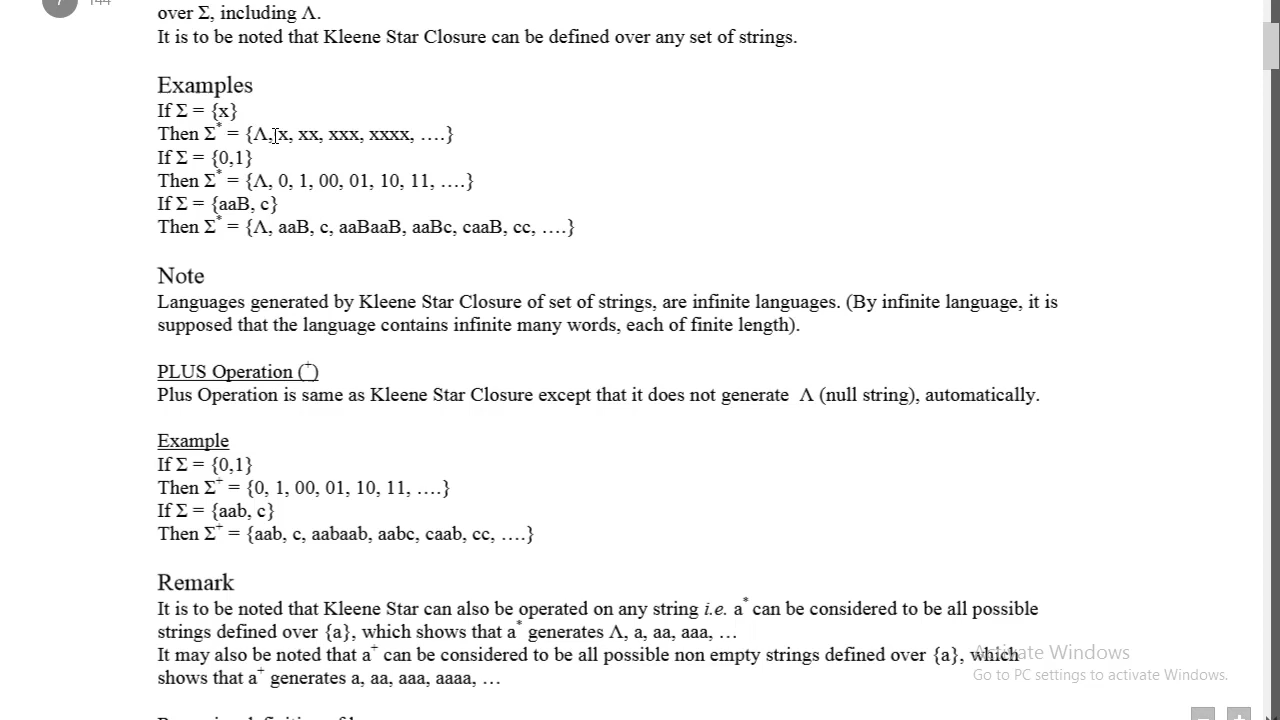 7 144
over Σ, including Λ.
It is to be noted that Kleene Star Closure can be defined over any set of strings.
Examples
If Σ = {x}
Then Σ* = {Λ, x, xx, xxx, xxxx, ….}
If Σ = {0,1}
Then Σ* = {Λ, 0, 1, 00, 01, 10, 11, ….}
If Σ = {aaB, c}
Then Σ* = {Λ, aaB, c, aaBaaB, aaBc, caaB, cc, ….}
Note
Languages generated by Kleene Star Closure of set of strings, are infinite languages. (By infinite language, it is
supposed that the language contains infinite many words, each of finite length).
PLUS Operation (⁺)
Plus Operation is same as Kleene Star Closure except that it does not generate Λ (null string), automatically.
Example
If Σ = {0,1}
Then Σ⁺ = {0, 1, 00, 01, 10, 11, ….}
If Σ = {aab, c}
Then Σ⁺ = {aab, c, aabaab, aabc, caab, cc, ….}
Remark
It is to be noted that Kleene Star can also be operated on any string i.e. a* can be considered to be all possible
strings defined over {a}, which shows that a* generates Λ, a, aa, aaa, …
It may also be noted that a⁺ can be considered to be all possible non empty strings defined over {a}, which
shows that a⁺ generates a, aa, aaa, aaaa, …
Activate Windows
Go to PC settings to activate Windows.